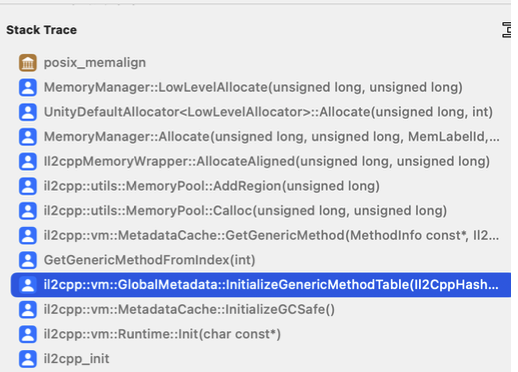 Stack Trace
posix_memalign
MemoryManager::LowLevelAllocate(unsigned long, unsigned long)
UnityDefaultAllocator<LowLevelAllocator>::Allocate(unsigned long, int)
MemoryManager::Allocate(unsigned long, unsigned long, MemLabelId,...
Il2cppMemoryWrapper::AllocateAligned(unsigned long, unsigned long)
il2cpp::utils::MemoryPool::AddRegion(unsigned long)
il2cpp::utils::MemoryPool::Calloc(unsigned long, unsigned long)
il2cpp::vm::MetadataCache::GetGenericMethod(MethodInfo const*, Il2...
GetGenericMethodFromIndex(int)
il2cpp::vm::GlobalMetadata::InitializeGenericMethodTable(Il2CppHash...
il2cpp::vm::MetadataCache::InitializeGCSafe()
il2cpp::vm::Runtime::Init(char const*)
il2cpp_init